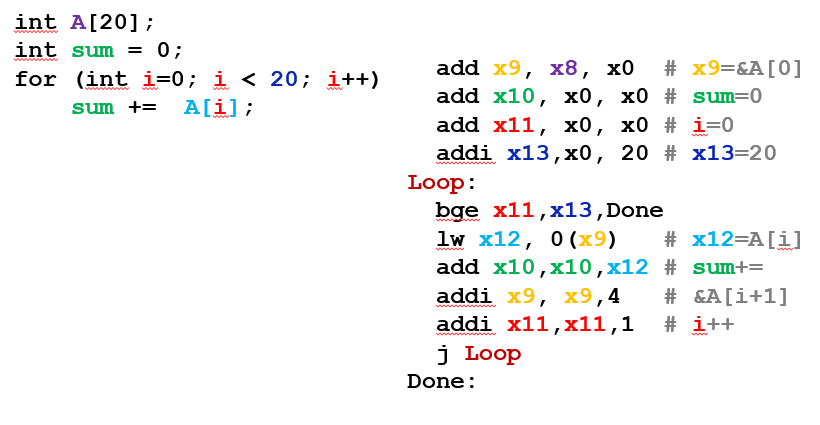 int A[20];
int sum = 0;
for (int i=0; i < 20; i++)
     sum +=  A[i];
  add x9, x8, x0  # x9=&A[0]
  add x10, x0, x0 # sum=0
  add x11, x0, x0 # i=0
  addi x13,x0, 20 # x13=20
Loop:
  bge x11,x13,Done
  lw x12, 0(x9)   # x12=A[i]
  add x10,x10,x12 # sum+=
  addi x9, x9,4   # &A[i+1]
  addi x11,x11,1  # i++
  j Loop
Done: